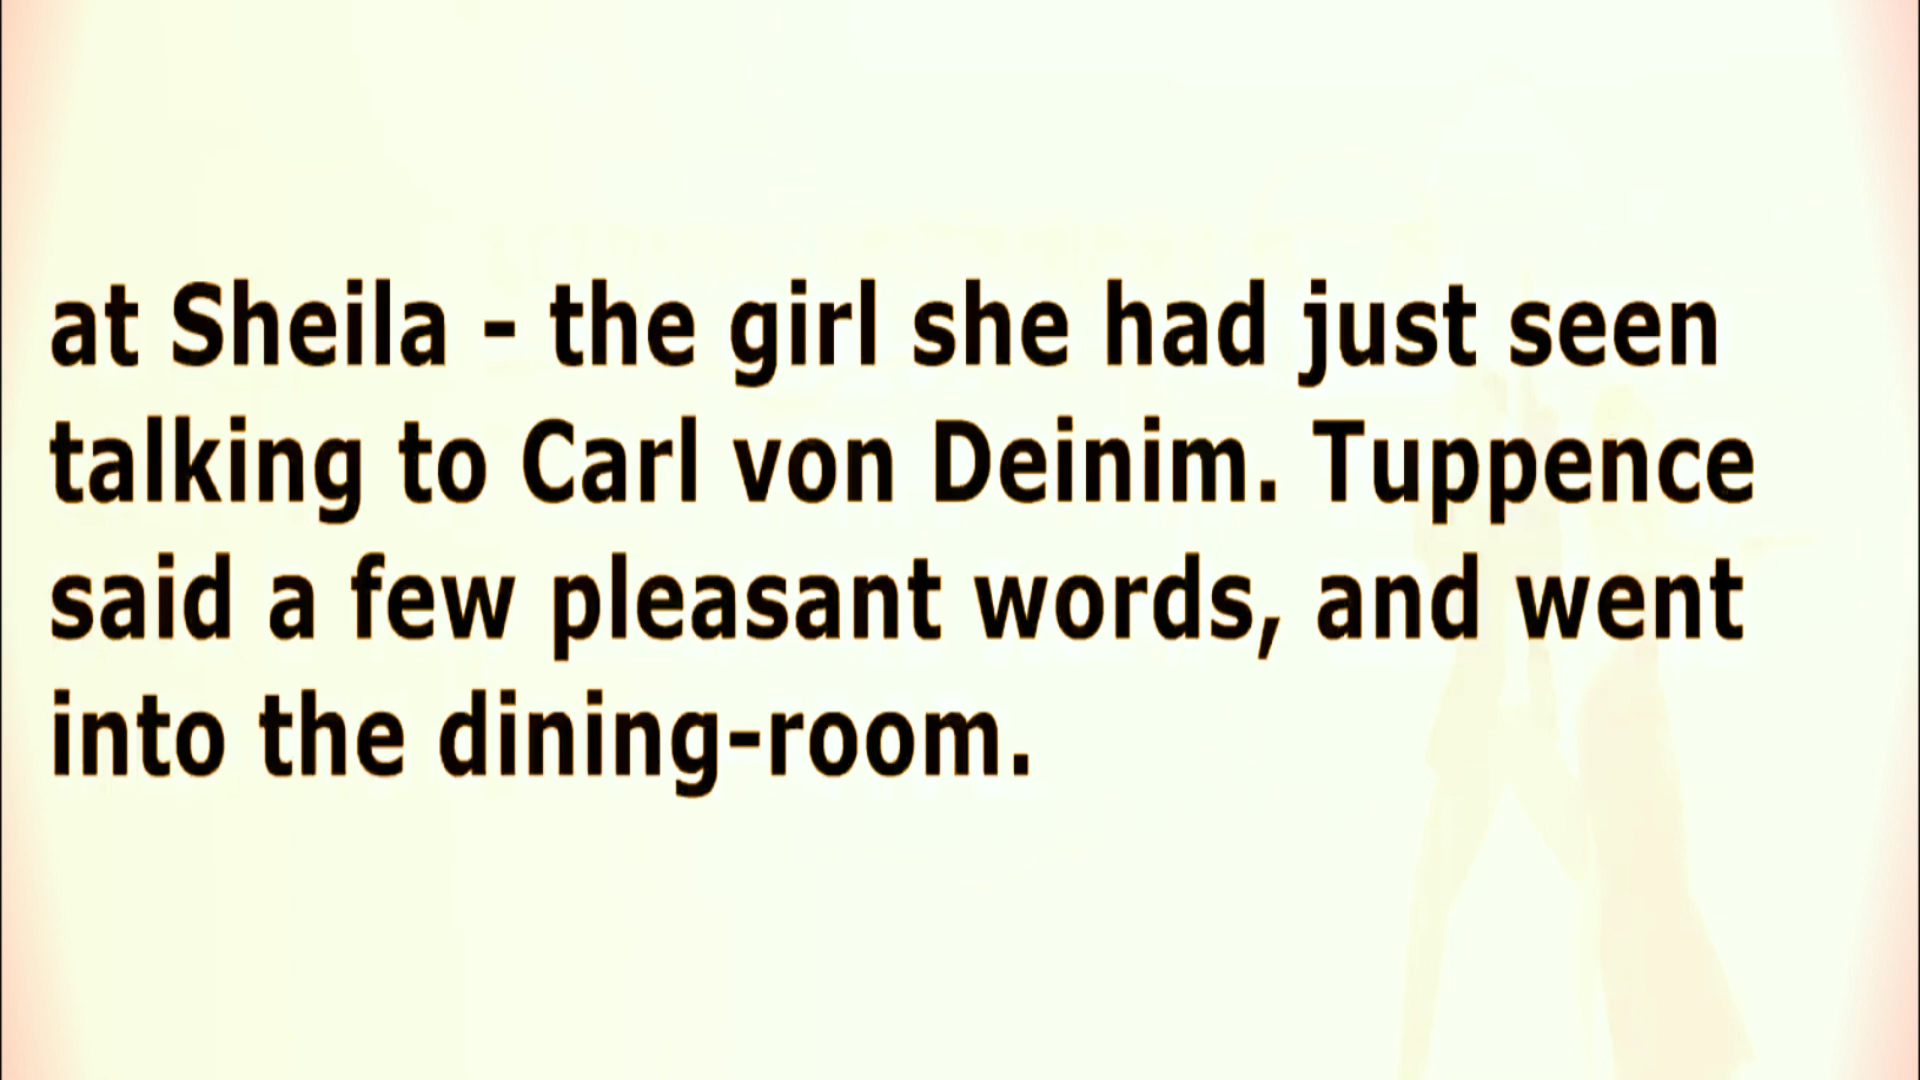 at Sheila - the girl she had just seen
talking to Carl von Deinim. Tuppence
said a few pleasant words, and went
into the dining-room.